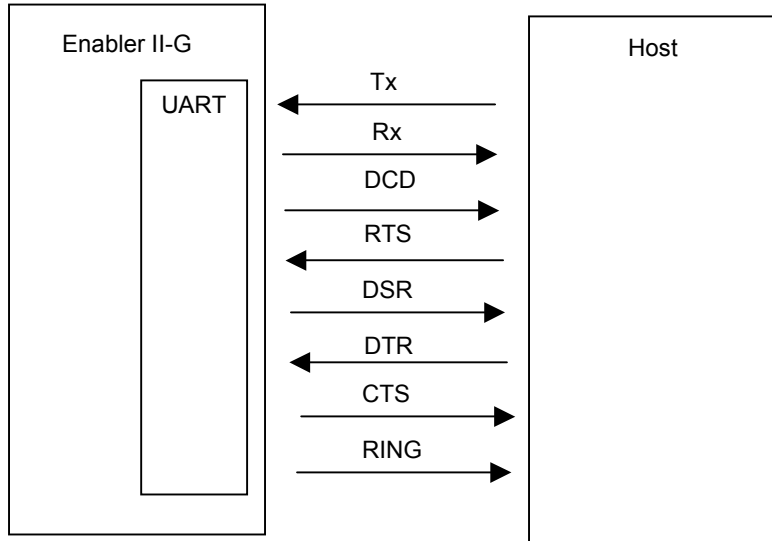 Enabler II-G
Host
UART
Tx
Rx
DCD
RTS
DSR
DTR
CTS
RING